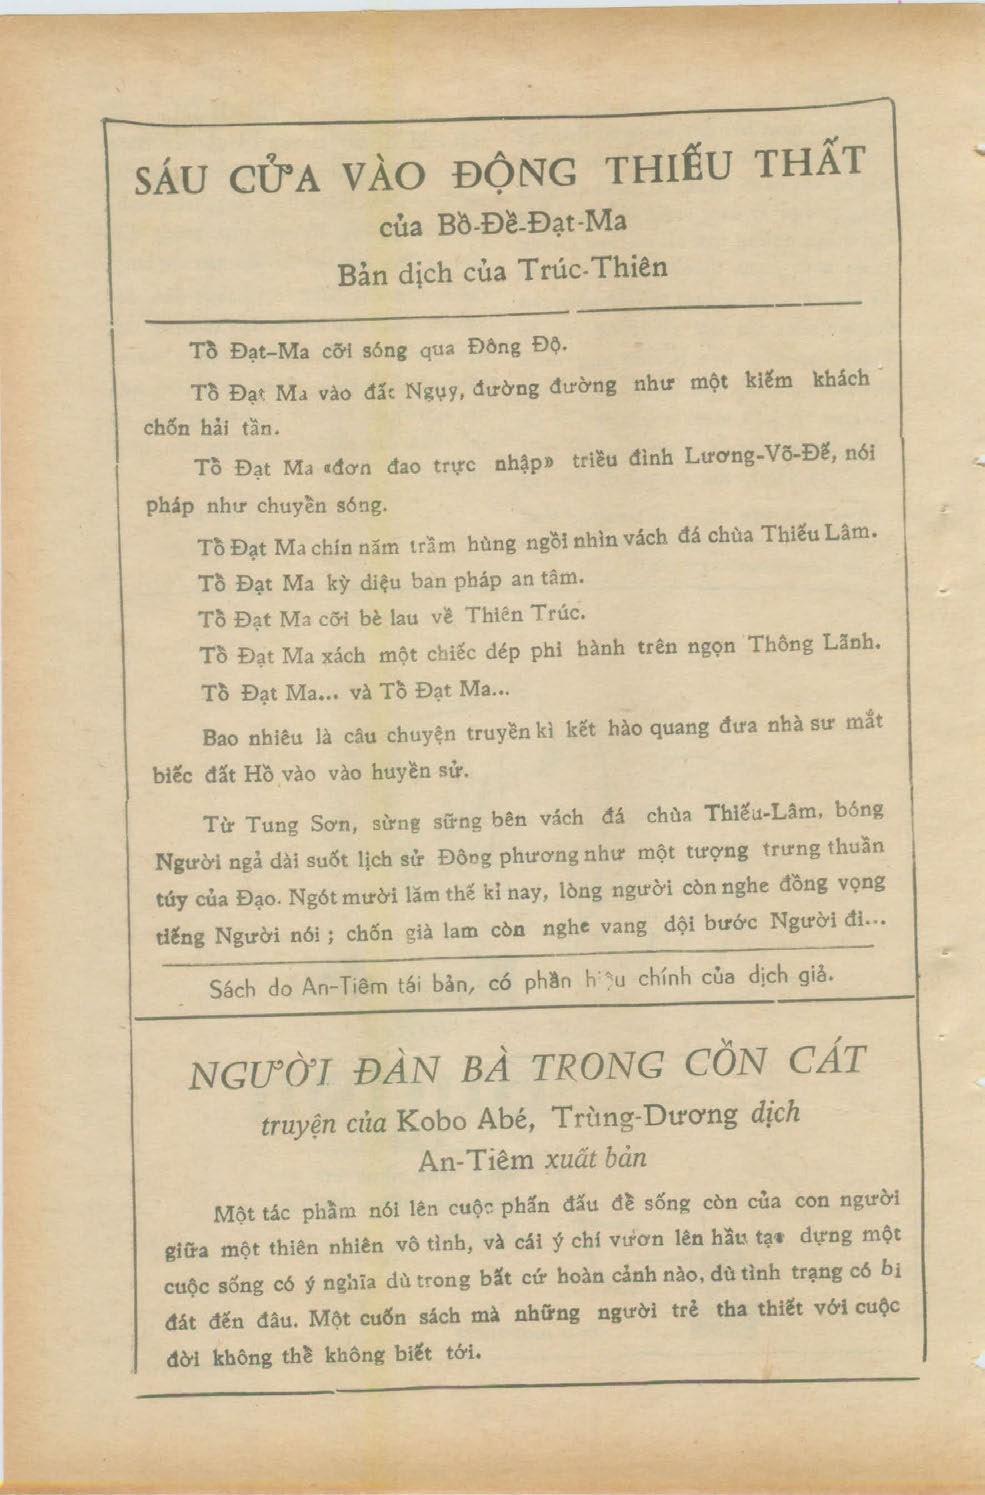 SÁU CỬA VÀO ĐỘNG THIẾU THẤT
của Bồ-Đề-Đạt-Ma
Bản dịch của Trúc-Thiên
Tổ Đạt-Ma cỡi sóng qua Đông Độ.
Tổ Đạt Ma vào đất Ngụy, đường đường như một kiếm khách
chốn hải tần.
Tổ Đạt Ma «đơn đao trực nhập» triều đình Lương-Võ-Đế, nói
pháp như chuyển sóng.
Tổ Đạt Ma chín năm trầm hùng ngồi nhìn vách đá chùa Thiếu Lâm.
Tổ Đạt Ma kỳ diệu ban pháp an tâm.
Tổ Đạt Ma cỡi bè lau về Thiên Trúc.
Tổ Đạt Ma xách một chiếc dép phi hành trên ngọn Thông Lãnh.
Tổ Đạt Ma... và Tổ Đạt Ma...
Bao nhiêu là câu chuyện truyền kì kết hào quang đưa nhà sư mắt
biếc đất Hồ vào vào huyền sử.
Từ Tung Sơn, sừng sững bên vách đá chùa Thiếu-Lâm, bóng
Người ngả dài suốt lịch sử Đông phương như một tượng trưng thuần
túy của Đạo. Ngót mười lăm thế kỉ nay, lòng người còn nghe đồng vọng
tiếng Người nói ; chốn già lam còn nghe vang dội bước Người đi...
Sách do An-Tiêm tái bản, có phần hiệu chính của dịch giả.
NGƯỜI ĐÀN BÀ TRONG CỒN CÁT
truyện của Kobo Abé, Trùng-Dương dịch
An-Tiêm xuất bản
Một tác phẩm nói lên cuộc phấn đấu để sống còn của con người
giữa một thiên nhiên vô tình, và cái ý chí vươn lên hầu tạo dựng một
cuộc sống có ý nghĩa dù trong bất cứ hoàn cảnh nào, dù tình trạng có bi
đát đến đâu. Một cuốn sách mà những người trẻ tha thiết với cuộc
đời không thể không biết tới.